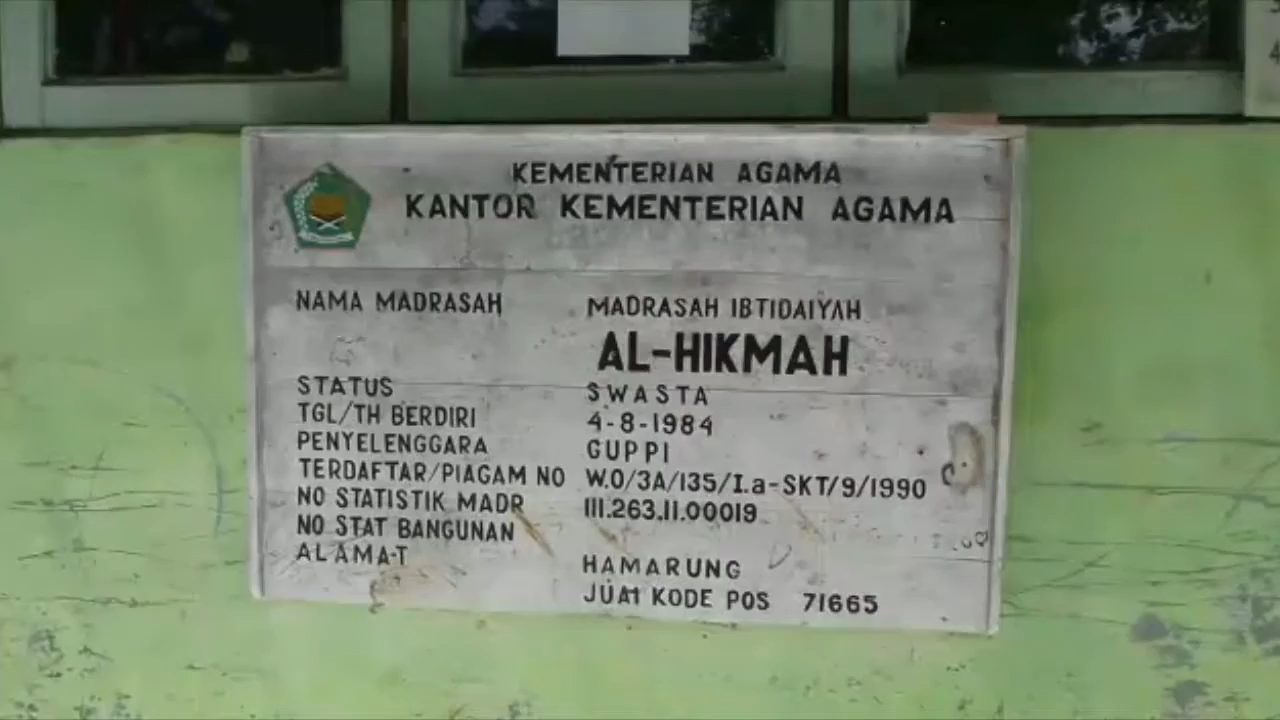 KEMENTERIAN AGAMA
KANTOR KEMENTERIAN AGAMA
NAMA MADRASAH MADRASAH IBTIDAIYAH
AL-HIKMAH
STATUS SWASTA
TGL/TH BERDIRI 4-8-1984
PENYELENGGARA GUPPI
TERDAFTAR/PIAGAM NO W.O/3A/135/I.a-SKT/9/1990
NO STATISTIK MADR III.263.II.00019
NO STAT BANGUNAN
ALAMAT HAMARUNG
JUAI KODE POS 71665